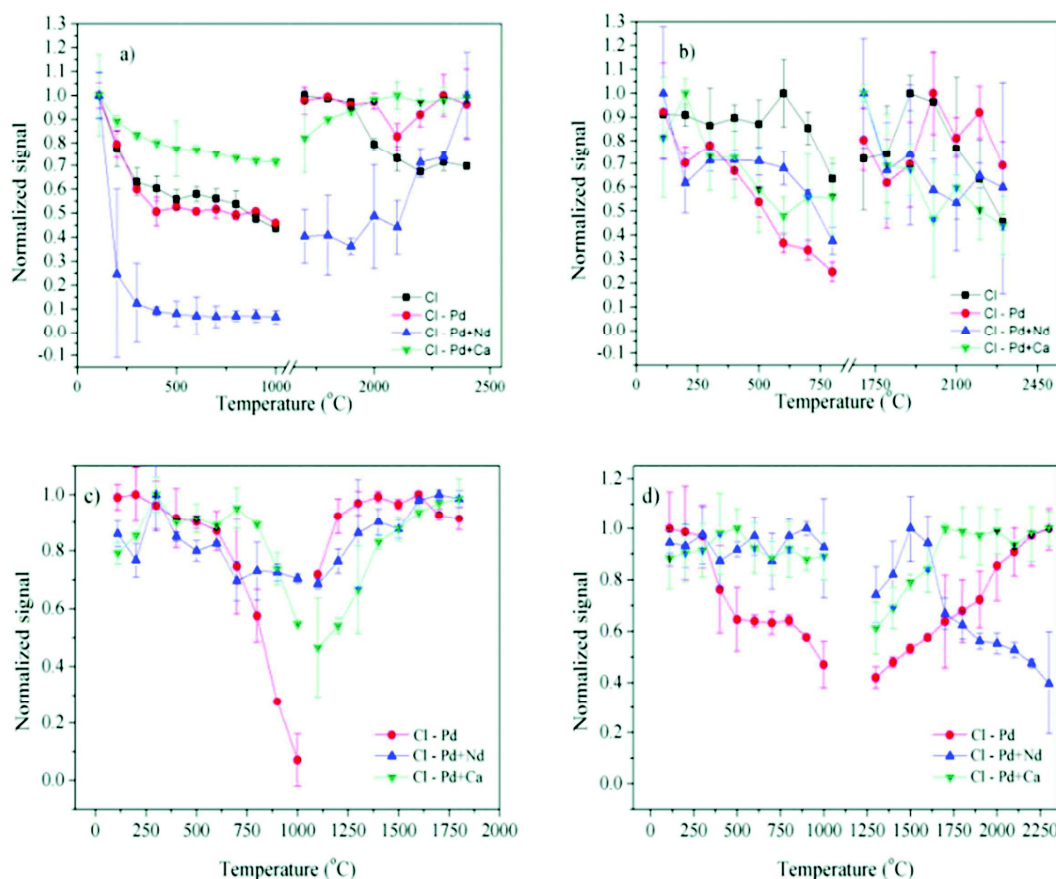 a)
Normalized signal
1.3
1.2
1.1
1.0
0.9
0.8
0.7
0.6
0.5
0.4
0.3
0.2
0.1
0.0
-0.1
Cl
Cl - Pd
Cl - Pd+Nd
Cl - Pd+Ca
0 500 1000 2000 2500
Temperature (°C)
b)
Normalized signal
1.3
1.2
1.1
1.0
0.9
0.8
0.7
0.6
0.5
0.4
0.3
0.2
0.1
0.0
-0.1
Cl
Cl - Pd
Cl - Pd+Nd
Cl - Pd+Ca
0 250 500 750 1750 2100 2450
Temperature (°C)
c)
Normalized signal
1.0
0.8
0.6
0.4
0.2
0.0
Cl - Pd
Cl - Pd+Nd
Cl - Pd+Ca
0 250 500 750 1000 1250 1500 1750 2000
Temperature (°C)
d)
Normalized signal
1.2
1.0
0.8
0.6
0.4
0.2
0.0
Cl - Pd
Cl - Pd+Nd
Cl - Pd+Ca
0 250 500 750 1000 1250 1500 1750 2000 2250
Temperature (°C)